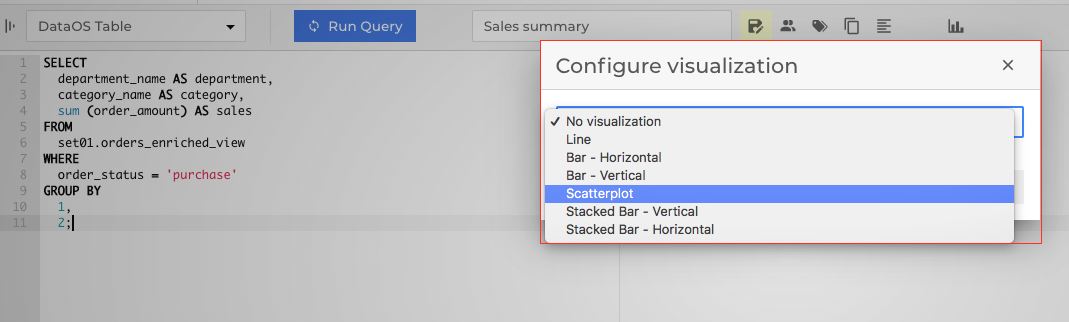 DataOS Table
Run Query
Sales summary
1 SELECT
2 department_name AS department,
3 category_name AS category,
4 sum (order_amount) AS sales
5 FROM
6 set01.orders_enriched_view
7 WHERE
8 order_status = 'purchase'
9 GROUP BY
10 1,
11 2;
Configure visualization
No visualization
Line
Bar - Horizontal
Bar - Vertical
Scatterplot
Stacked Bar - Vertical
Stacked Bar - Horizontal